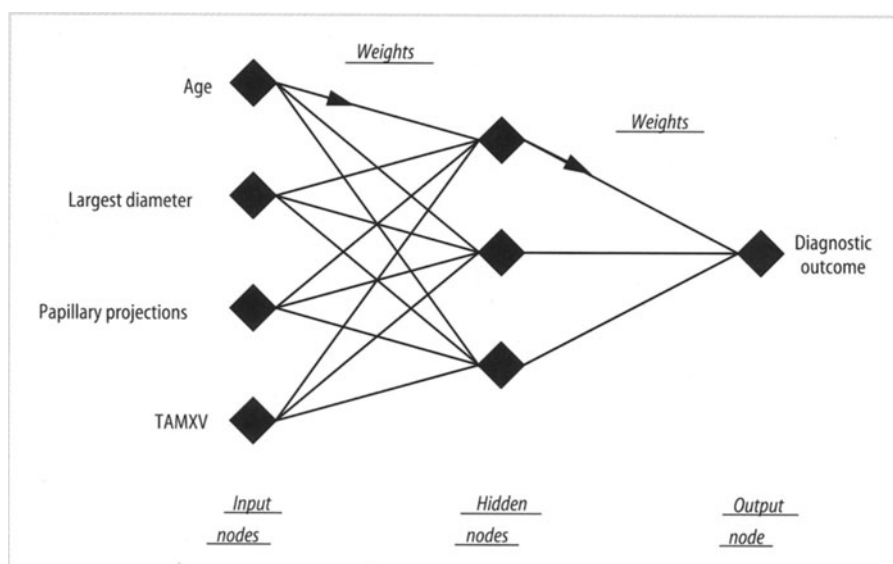 Weights
Age
Weights
Largest diameter
Diagnostic
outcome
Papillary projections
TAMXV
Input
nodes
Hidden
nodes
Output
node